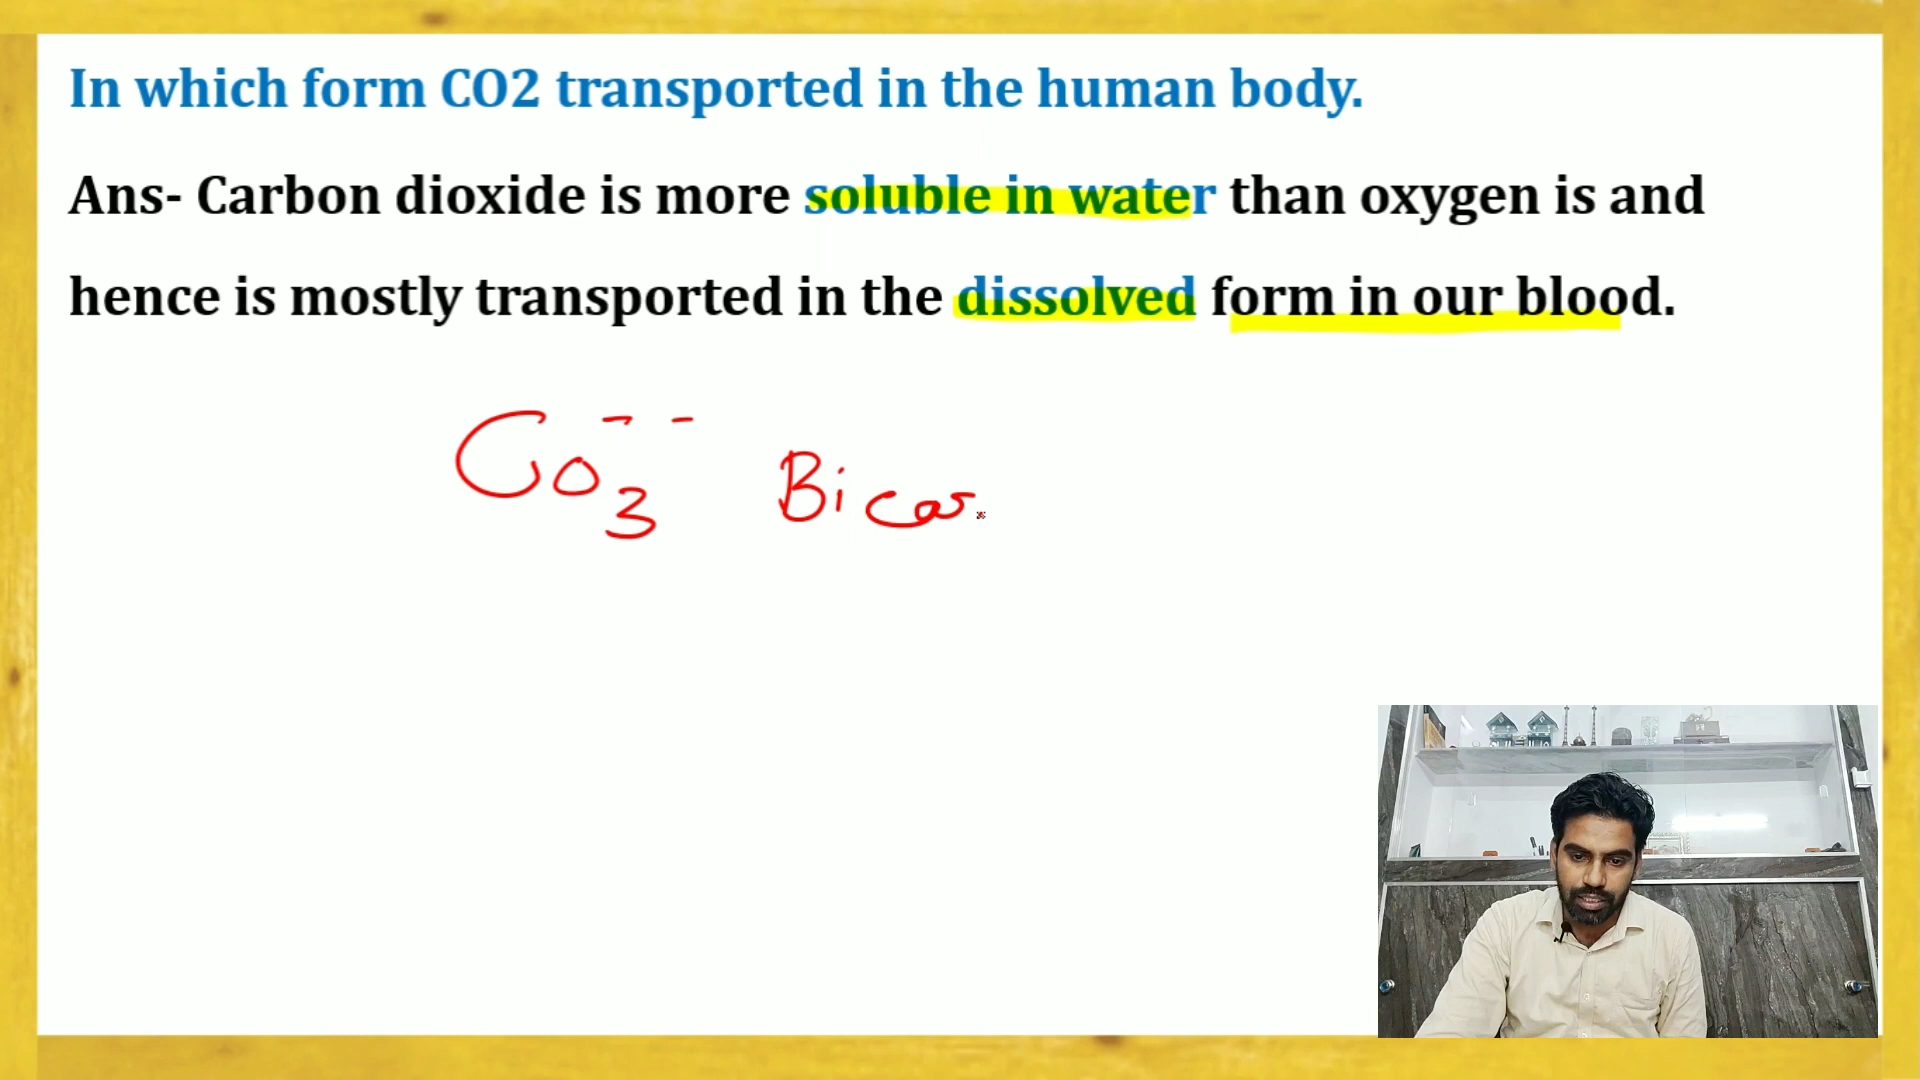 In which form CO2 transported in the human body.
Ans- Carbon dioxide is more soluble in water than oxygen is and
hence is mostly transported in the dissolved form in our blood.
Co3-- Bicar